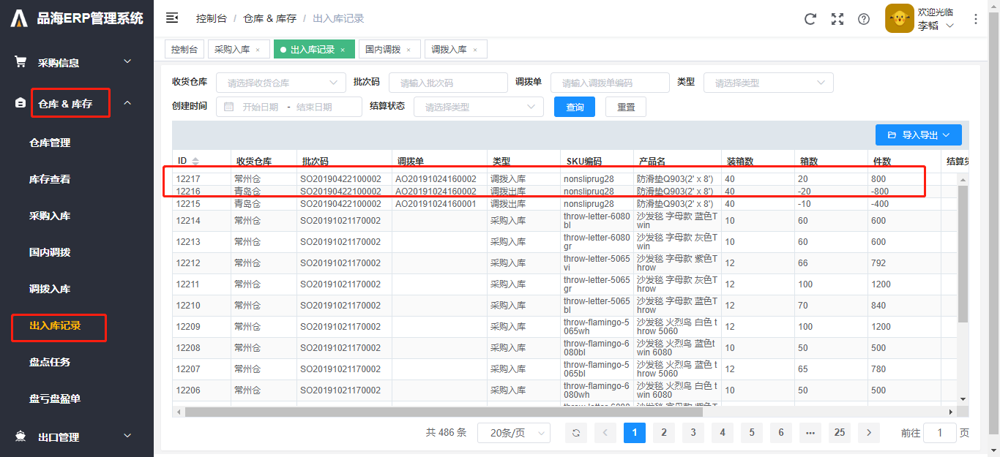 品海ERP管理系统
采购信息
仓库 & 库存
仓库管理
库存查看
采购入库
国内调拨
调拨入库
出入库记录
盘点任务
盘亏盘盈单
出口管理
控制台 / 仓库 & 库存 / 出入库记录
欢迎光临
李韬
控制台 采购入库 × 出入库记录 × 国内调拨 × 调拨入库 ×
收货仓库 请选择收货仓库 批次码 请输入批次码 调拨单 请输入调拨单编码 类型 请选择类型
创建时间 开始日期 - 结束日期 结算状态 请选择类型 查询 重置
导入导出
ID 收货仓库 批次码 调拨单 类型 SKU编码 产品名 装箱数 箱数 件数 结算货
12217 常州仓 SO20190422100002 AO20191024160002 调拨入库 nonsliprug28 防滑垫Q903(2' x 8') 40 20 800
12216 青岛仓 SO20190422100002 AO20191024160002 调拨出库 nonsliprug28 防滑垫Q903(2' x 8') 40 -20 -800
12215 青岛仓 SO20190422100002 AO20191024160001 调拨出库 nonsliprug28 防滑垫Q903(2' x 8') 40 -10 -400
12214 常州仓 SO20191021170002 采购入库 throw-letter-6080bl 沙发毯 字母款 蓝色Twin 10 60 600
12213 常州仓 SO20191021170002 采购入库 throw-letter-6080gr 沙发毯 字母款 灰色Twin 10 60 600
12212 常州仓 SO20191021170002 采购入库 throw-letter-5065vi 沙发毯 字母款 紫色Throw 12 66 792
12211 常州仓 SO20191021170002 采购入库 throw-letter-5065gr 沙发毯 字母款 灰色Throw 12 100 1200
12210 常州仓 SO20191021170002 采购入库 throw-letter-5065bl 沙发毯 字母款 蓝色Throw 12 70 840
12209 常州仓 SO20191021170002 采购入库 throw-flamingo-5065wh 沙发毯 火烈鸟 白色 throw 5060 12 100 1200
12208 常州仓 SO20191021170002 采购入库 throw-flamingo-6080bl 沙发毯 火烈鸟 蓝色twin 6080 10 50 500
12207 常州仓 SO20191021170002 采购入库 throw-flamingo-5065bl 沙发毯 火烈鸟 蓝色 throw 5060 12 65 780
12206 常州仓 SO20191021170002 采购入库 throw-flamingo-6080wh 沙发毯 火烈鸟 白色 twin 6080 10 50 500
共 486 条 20条/页 1 2 3 4 5 6 ••• 25 前往 1 页